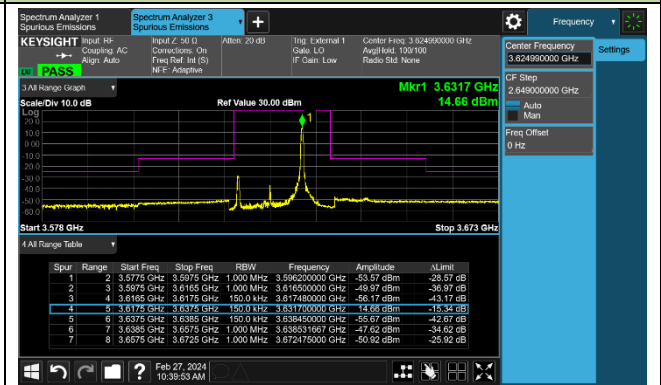 Spectrum Analyzer 1
Spurious Emissions
Spectrum Analyzer 3
Spurious Emissions
Frequency
KEYSIGHT
Input: RF
Coupling: AC
Align: Auto
Input Z: 50 Ω
Corrections: On
Freq Ref: Int (S)
NFE: Adaptive
Atten: 20 dB
Trig: External 1
Gate: LO
IF Gain: Low
Center Freq: 3.624990000 GHz
Avg|Hold: 100/100
Radio Std: None
PASS
Center Frequency
3.624990000 GHz
Settings
CF Step
2.649000000 GHz
Auto
Man
Freq Offset
0 Hz
3 All Range Graph
Mkr1 3.6317 GHz
14.66 dBm
Scale/Div 10.0 dB
Ref Value 30.00 dBm
Log
20.0
10.0
0.00
-10.0
-20.0
-30.0
-40.0
-50.0
-60.0
1
Start 3.578 GHz
Stop 3.673 GHz
4 All Range Table
Spur Range Start Freq Stop Freq RBW Frequency Amplitude ΔLimit
1 2 3.5775 GHz 3.5975 GHz 1.000 MHz 3.596200000 GHz -53.57 dBm -28.57 dB
2 3 3.5975 GHz 3.6165 GHz 1.000 MHz 3.616500000 GHz -49.97 dBm -36.97 dB
3 4 3.6165 GHz 3.6175 GHz 150.0 kHz 3.617480000 GHz -56.17 dBm -43.17 dB
4 5 3.6175 GHz 3.6375 GHz 150.0 kHz 3.631700000 GHz 14.66 dBm -15.34 dB
5 6 3.6375 GHz 3.6385 GHz 150.0 kHz 3.638450000 GHz -55.67 dBm -42.67 dB
6 7 3.6385 GHz 3.6575 GHz 1.000 MHz 3.638531667 GHz -47.62 dBm -34.62 dB
7 8 3.6575 GHz 3.6725 GHz 1.000 MHz 3.672475000 GHz -50.92 dBm -25.92 dB
Feb 27, 2024
10:39:53 AM